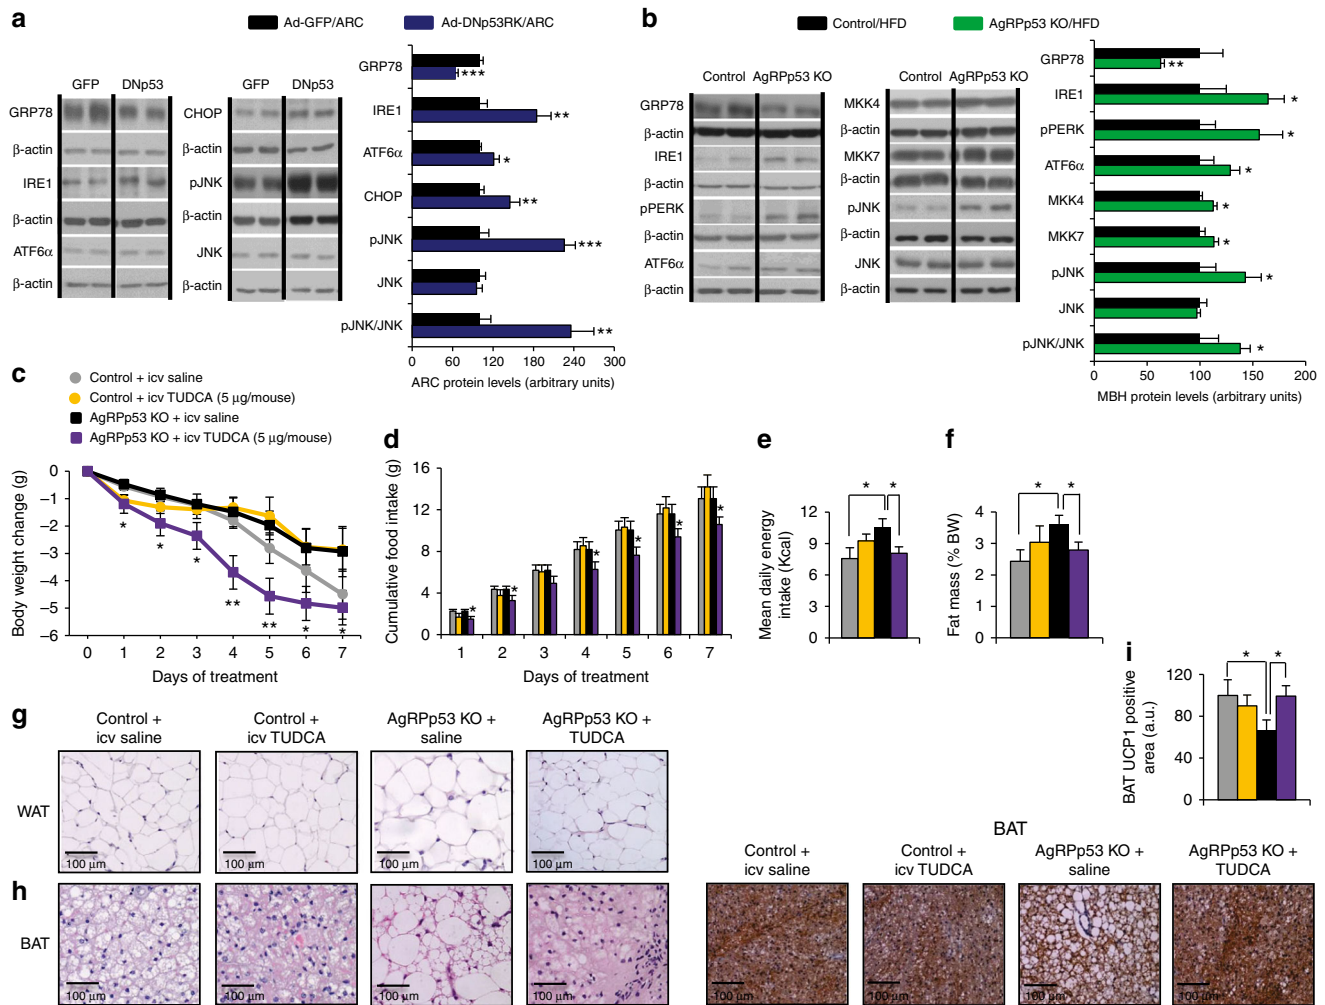 a
Ad-GFP/ARC
Ad-DNp53RK/ARC
GFP
DNp53
GRP78
β-actin
IRE1
β-actin
ATF6α
β-actin
GFP
DNp53
CHOP
β-actin
pJNK
β-actin
JNK
β-actin
GRP78
***
IRE1
**
ATF6α
*
CHOP
**
pJNK
***
JNK
pJNK/JNK
**
0 60 120 180 240 300
ARC protein levels (arbitrary units)
b
Control/HFD
AgRPp53 KO/HFD
Control AgRPp53 KO
GRP78
β-actin
IRE1
β-actin
pPERK
β-actin
ATF6α
β-actin
Control AgRPp53 KO
MKK4
β-actin
MKK7
β-actin
pJNK
β-actin
JNK
β-actin
GRP78
**
IRE1
*
pPERK
*
ATF6α
*
MKK4
*
MKK7
*
pJNK
*
JNK
pJNK/JNK
*
0 50 100 150 200
MBH protein levels (arbitrary units)
c
Control + icv saline
Control + icv TUDCA (5 μg/mouse)
AgRPp53 KO + icv saline
AgRPp53 KO + icv TUDCA (5 μg/mouse)
Body weight change (g)
0
−1
−2
−3
−4
−5
−6
* * * ** ** * *
0 1 2 3 4 5 6 7
Days of treatment
d
Cumulative food intake (g)
16
12
8
4
0
* * * * * *
1 2 3 4 5 6 7
Days of treatment
e
Mean daily energy
intake (Kcal)
12
9
6
3
0
* *
f
Fat mass (% BW)
4
3
2
1
0
* *
i
BAT UCP1 positive
area (a.u.)
120
80
40
0
* *
g
Control +
icv saline
Control +
icv TUDCA
AgRPp53 KO +
saline
AgRPp53 KO +
TUDCA
WAT
100 μm
100 μm
100 μm
100 μm
h
BAT
100 μm
100 μm
100 μm
100 μm
BAT
Control +
icv saline
Control +
icv TUDCA
AgRPp53 KO +
saline
AgRPp53 KO +
TUDCA
100 μm
100 μm
100 μm
100 μm